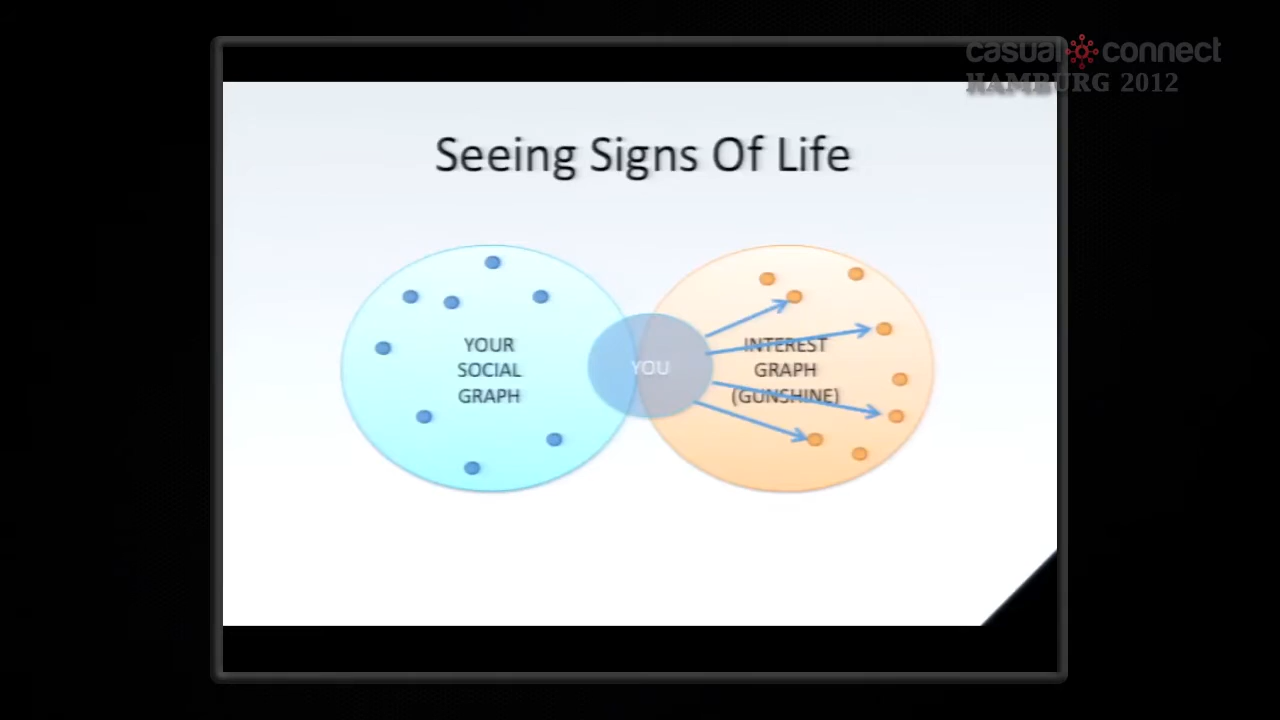 casual connect
HAMBURG 2012
Seeing Signs Of Life
YOUR
SOCIAL
GRAPH
YOU
INTEREST
GRAPH
(GUNSHINE)